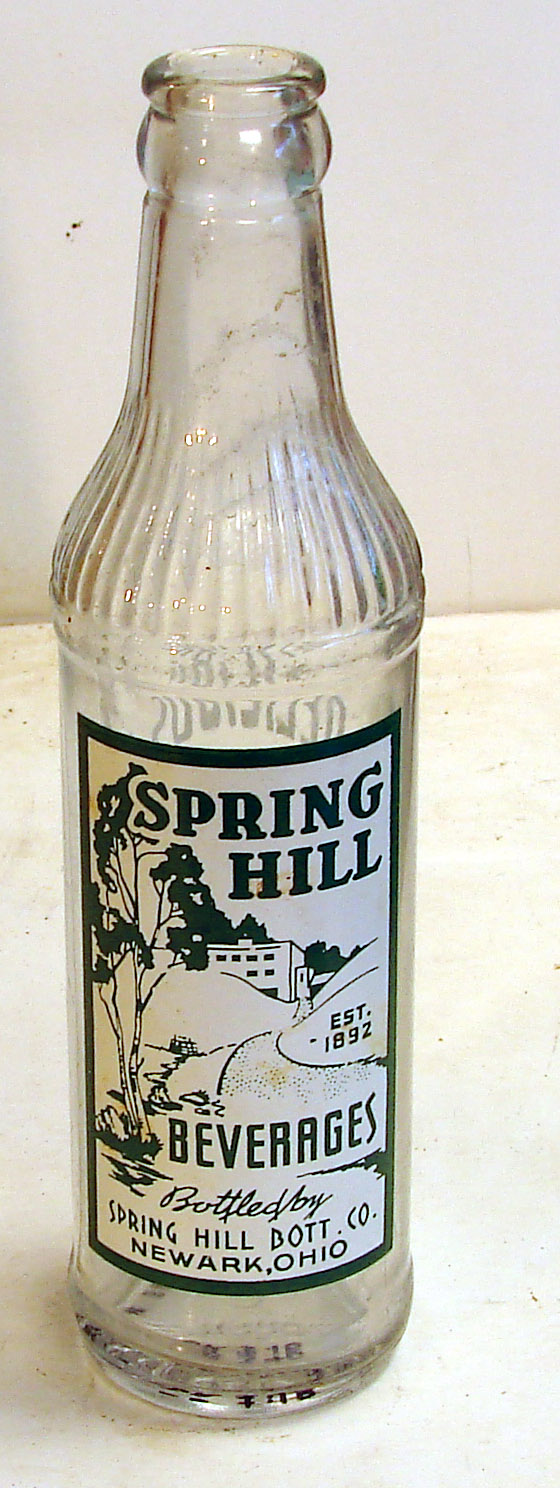 SPRING
HILL
EST.
1892
BEVERAGES
Bottled by
SPRING HILL BOTT. CO.
NEWARK, OHIO